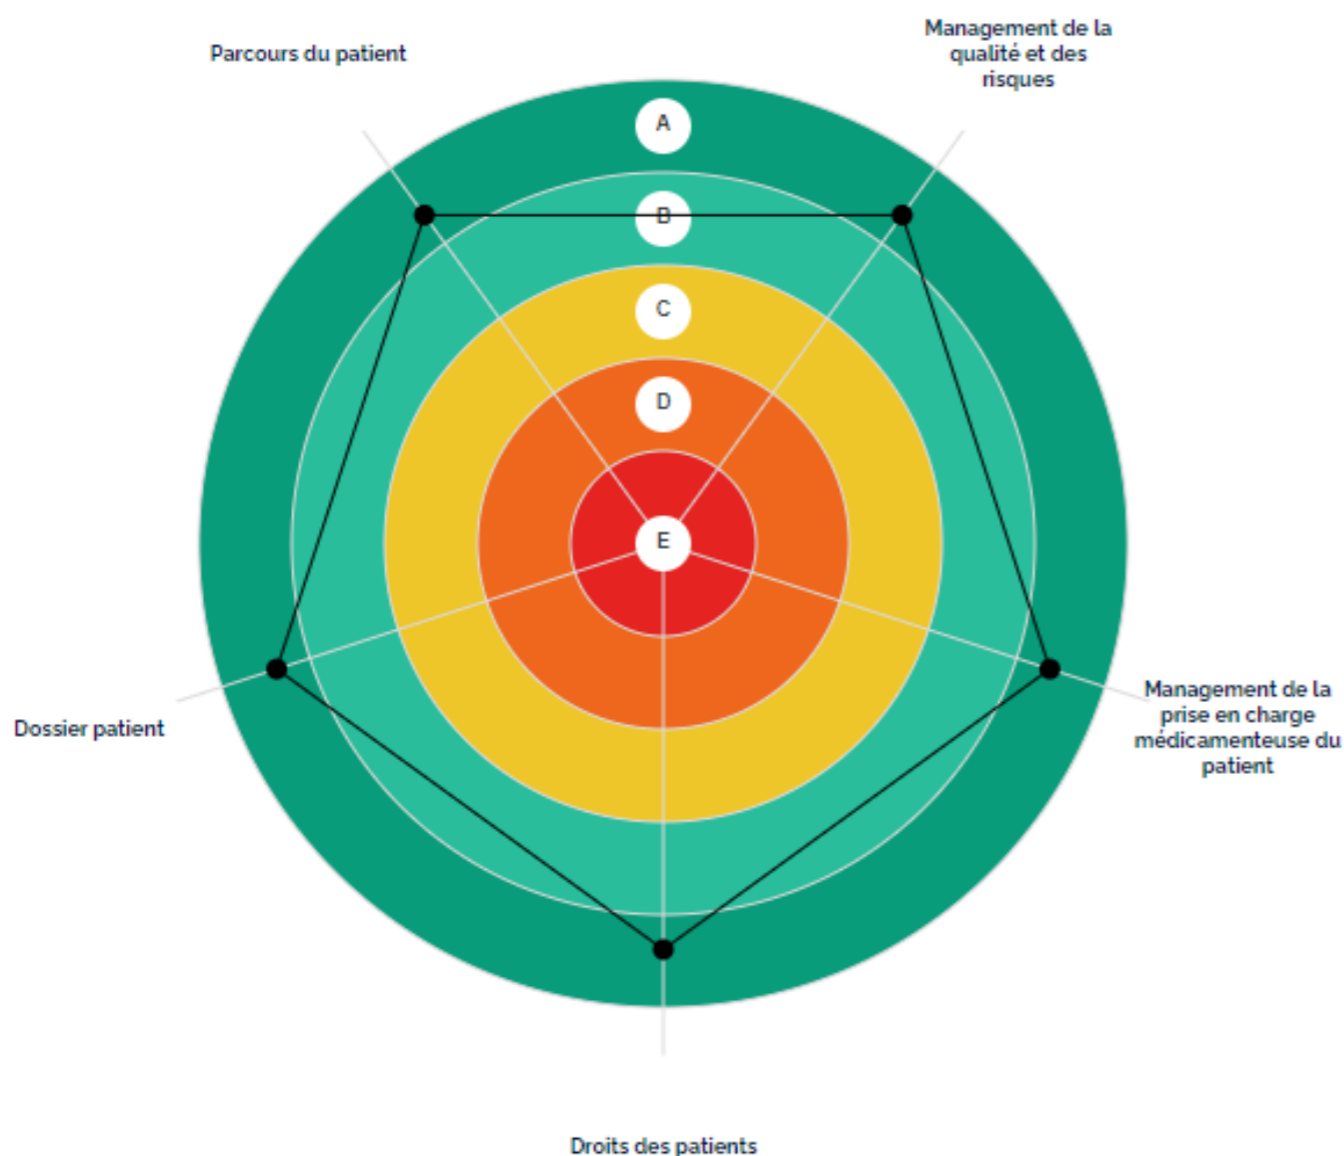 Management de la
qualité et des
risques
Parcours du patient
A
B
C
D
E
Management de la
prise en charge
médicamenteuse du
patient
Dossier patient
Droits des patients